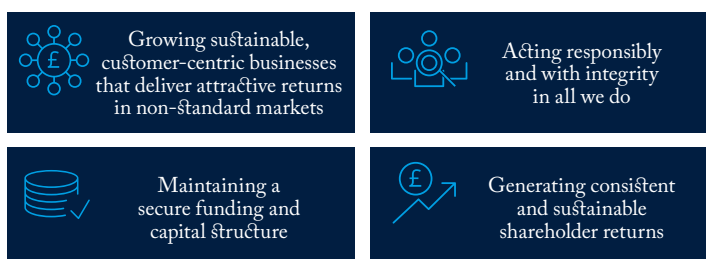 Growing sustainable,
customer-centric businesses
that deliver attractive returns
in non-standard markets
Acting responsibly
and with integrity
in all we do
Maintaining a
secure funding and
capital structure
Generating consistent
and sustainable
shareholder returns
£
£